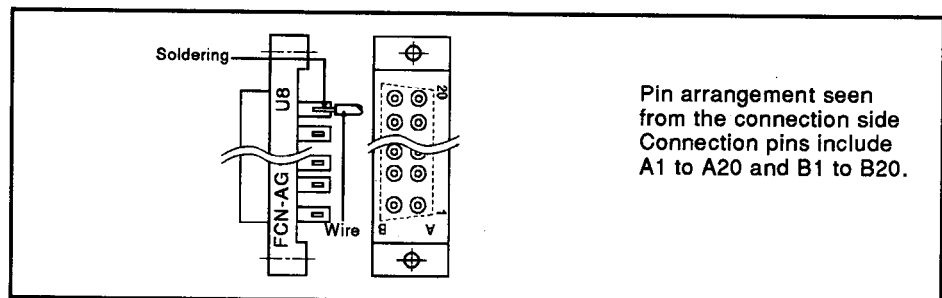 Soldering
FCN-AG U8
Wire
20
1
B A
Pin arrangement seen
from the connection side
Connection pins include
A1 to A20 and B1 to B20.